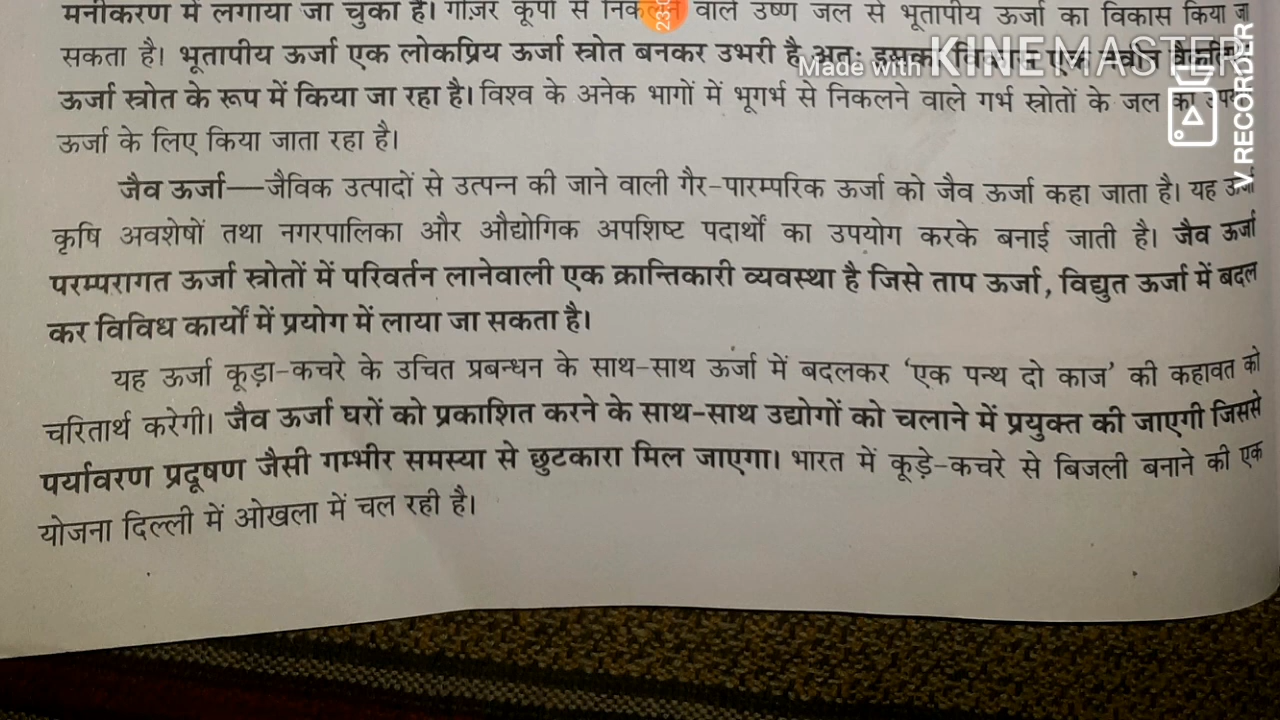 मनीकरण में लगाया जा चुका है। गीज़र कूपों से निकलने वाले उष्ण जल से भूतापीय ऊर्जा का विकास किया जा
सकता है। भूतापीय ऊर्जा एक लोकप्रिय ऊर्जा स्रोत बनकर उभरी है अतः इसका विकास एक
Made with KINEMASTER
ऊर्जा स्रोत के रूप में किया जा रहा है। विश्व के अनेक भागों में भूगर्भ से निकलने वाले गर्भ स्रोतों के जल का
V RECORDER
ऊर्जा के लिए किया जाता रहा है।
जैव ऊर्जा—जैविक उत्पादों से उत्पन्न की जाने वाली गैर-पारम्परिक ऊर्जा को जैव ऊर्जा कहा जाता है। यह ऊर्जा
कृषि अवशेषों तथा नगरपालिका और औद्योगिक अपशिष्ट पदार्थों का उपयोग करके बनाई जाती है। जैव ऊर्जा
परम्परागत ऊर्जा स्रोतों में परिवर्तन लानेवाली एक क्रान्तिकारी व्यवस्था है जिसे ताप ऊर्जा, विद्युत ऊर्जा में बदल
कर विविध कार्यों में प्रयोग में लाया जा सकता है।
यह ऊर्जा कूड़ा-कचरे के उचित प्रबन्धन के साथ-साथ ऊर्जा में बदलकर ‘एक पन्थ दो काज’ की कहावत को
चरितार्थ करेगी। जैव ऊर्जा घरों को प्रकाशित करने के साथ-साथ उद्योगों को चलाने में प्रयुक्त की जाएगी जिससे
पर्यावरण प्रदूषण जैसी गम्भीर समस्या से छुटकारा मिल जाएगा। भारत में कूड़े-कचरे से बिजली बनाने की एक
योजना दिल्ली में ओखला में चल रही है।